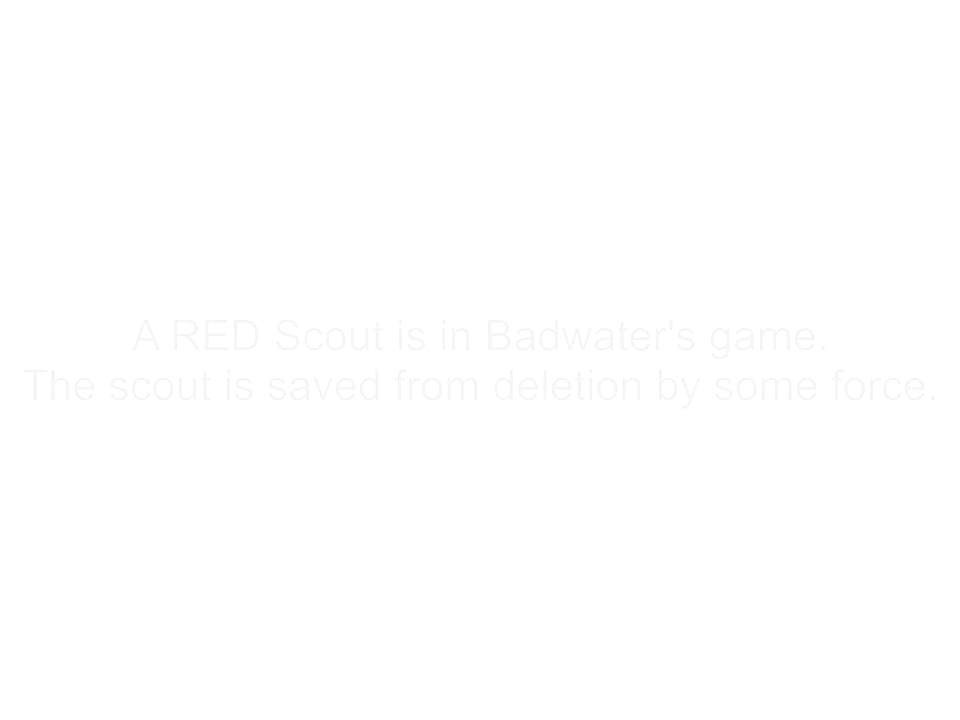 A RED Scout is in Badwater's game.
The scout is saved from deletion by some force.